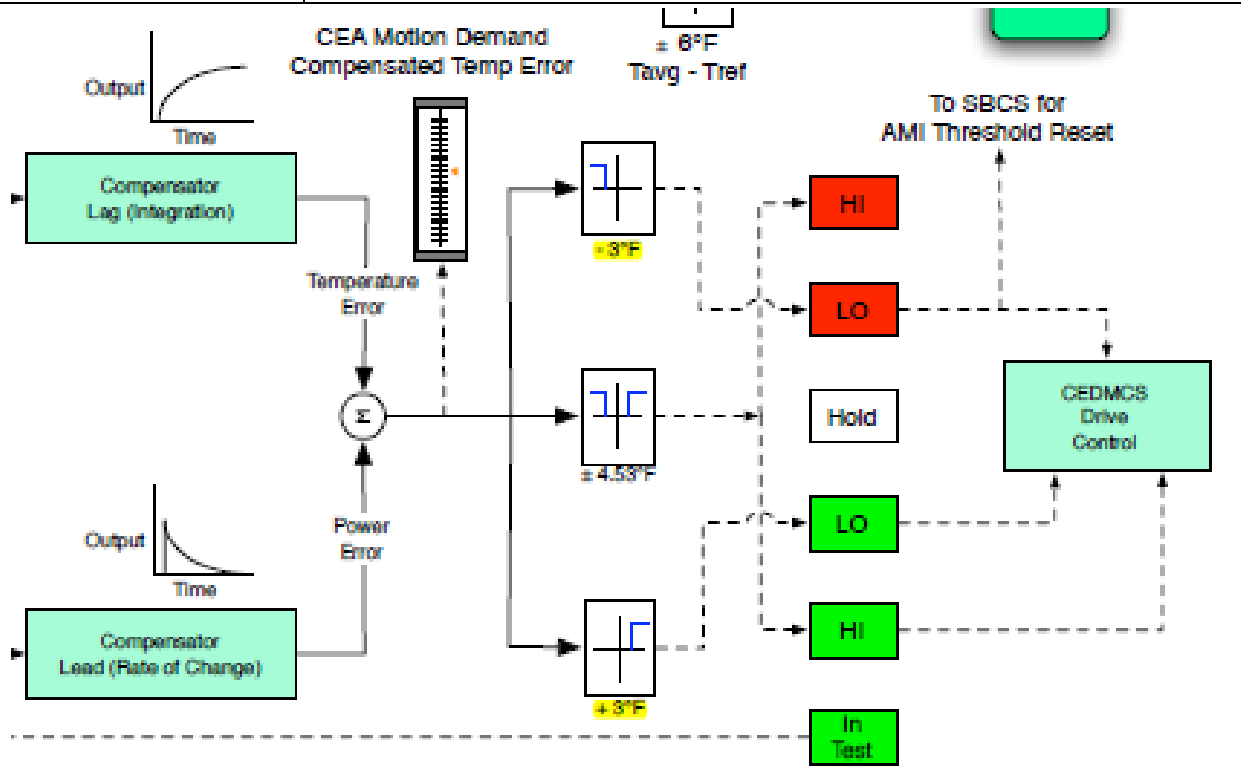 CEA Motion Demand
Compensated Temp Error
± 6°F
Tavg - Tref
Output
Time
To SBCS for
AMI Threshold Reset
Compensator
Lag (Integration)
HI
- 3°F
Temperature
Error
LO
CEDMCS
Drive
Control
Σ
Hold
± 4.53°F
Output
Time
Power
Error
LO
Compensator
Lead (Rate of Change)
HI
+ 3°F
In
Test